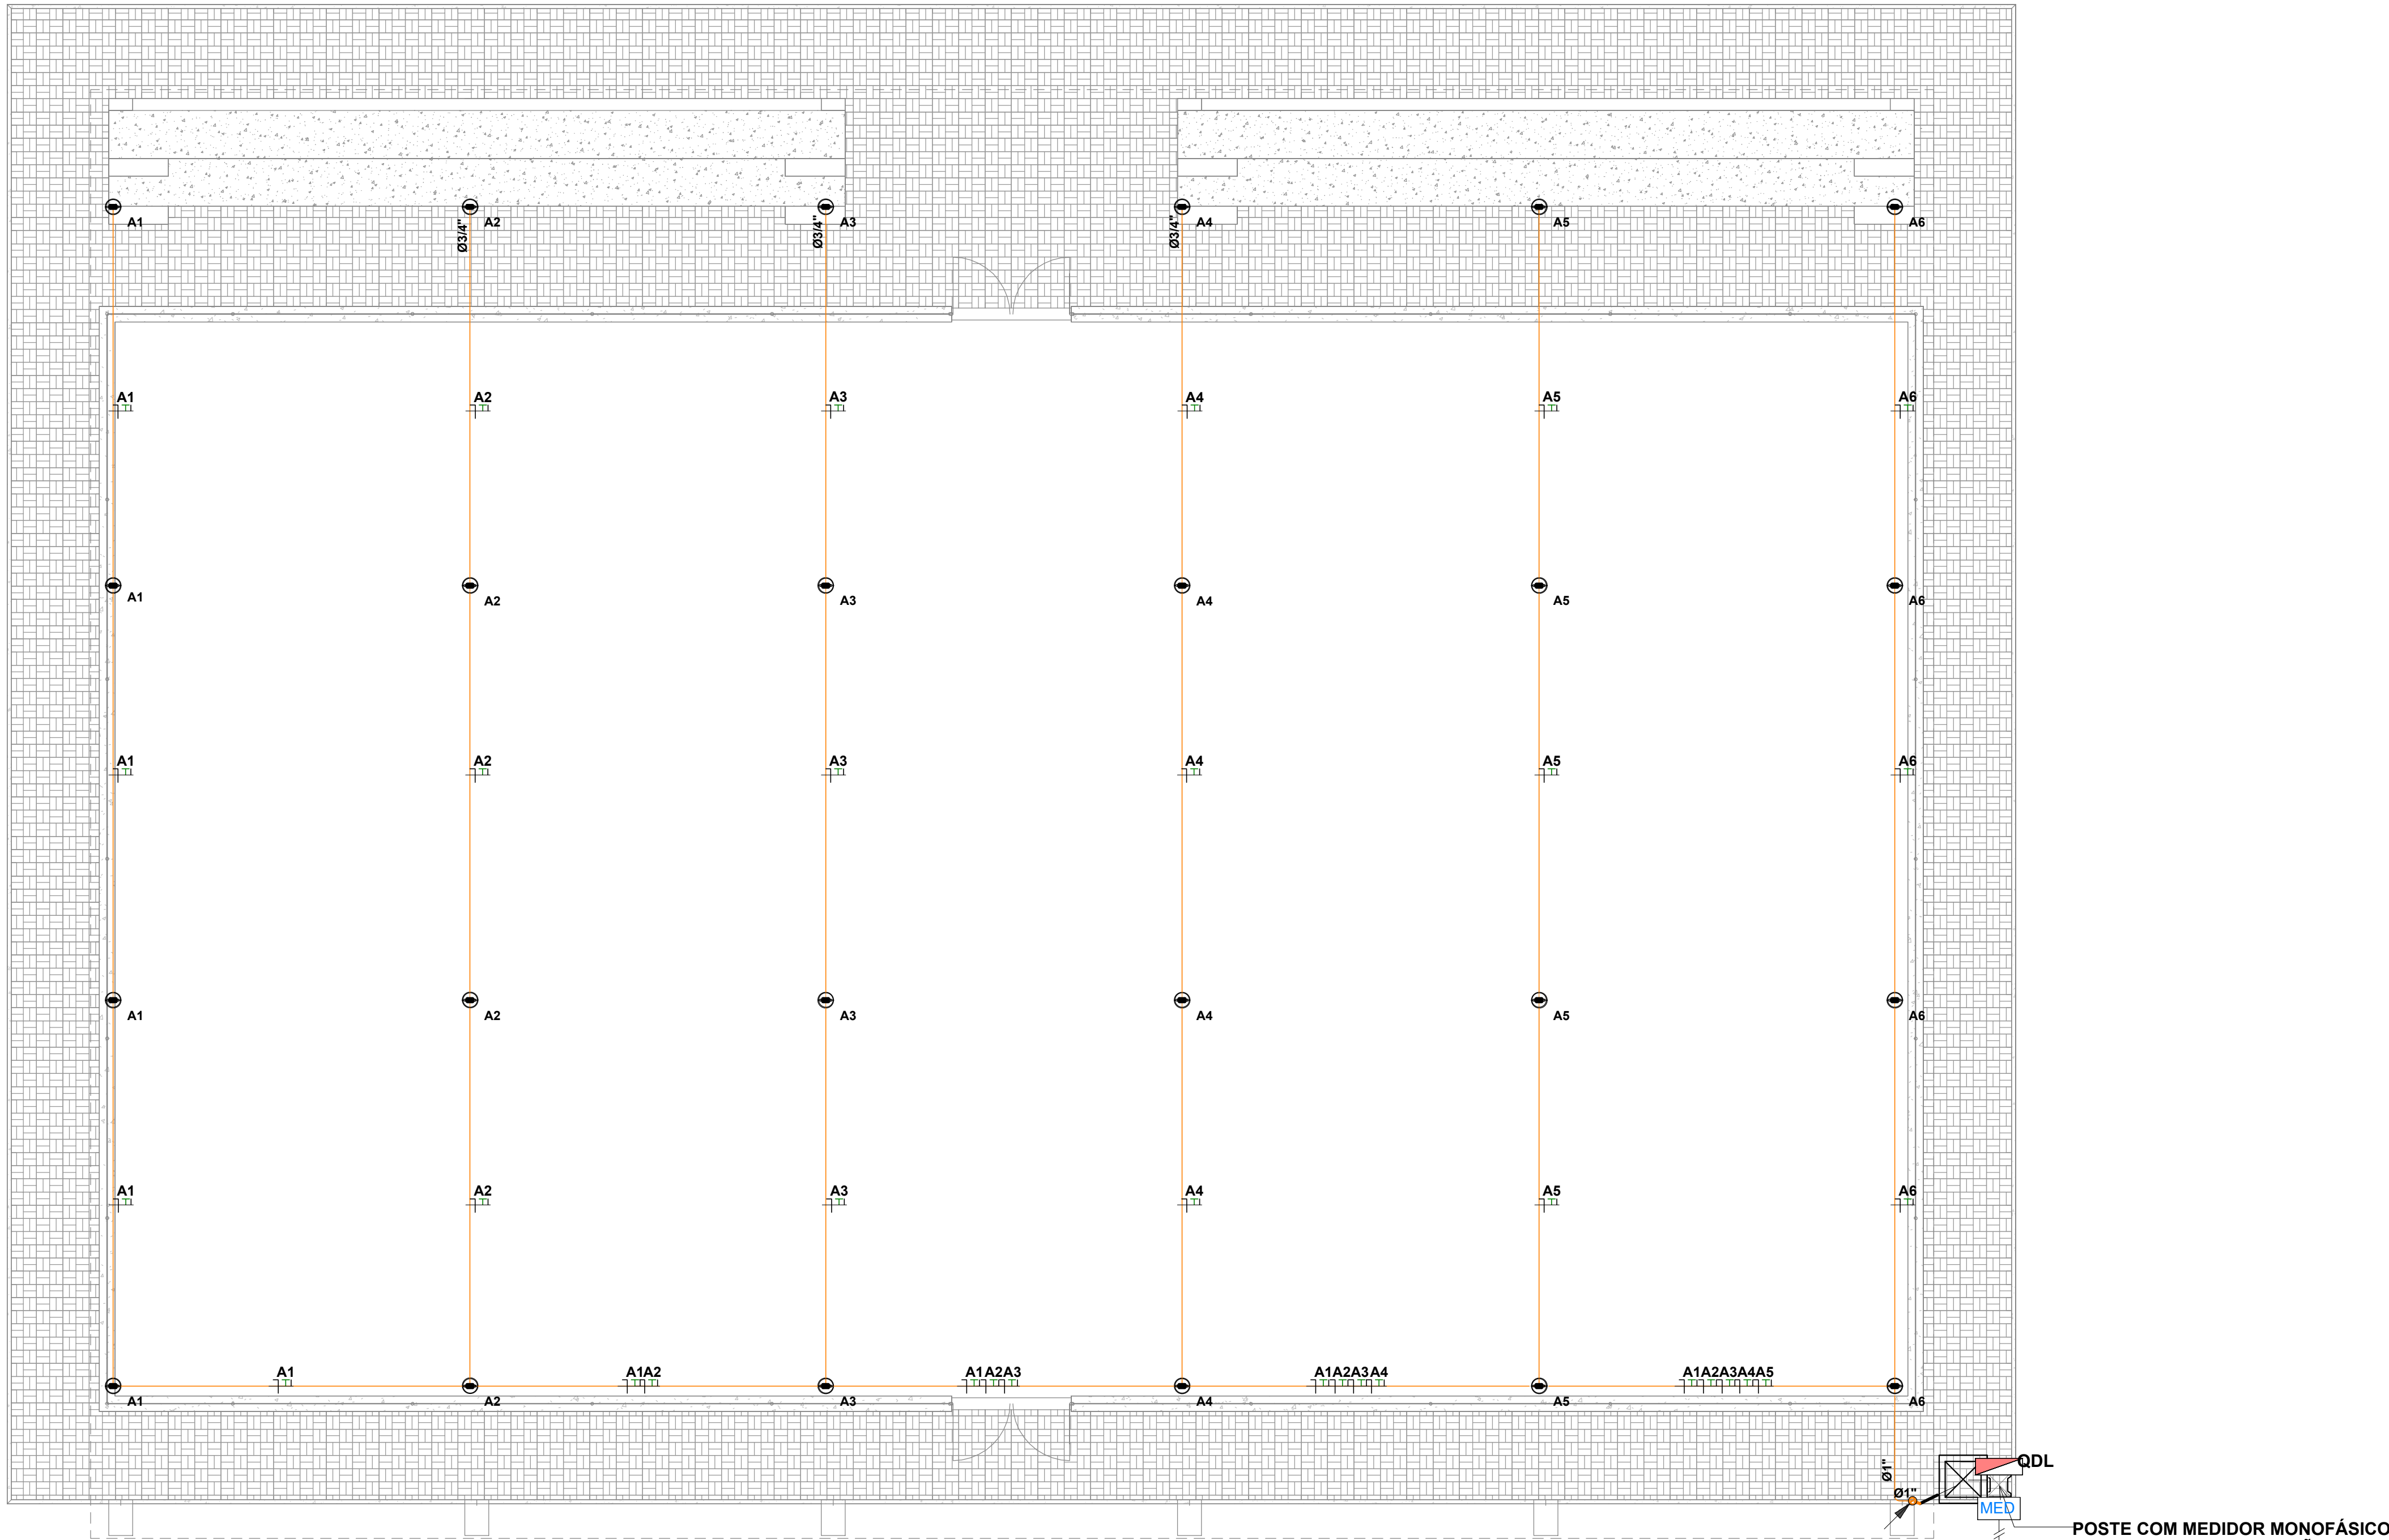 A1 Ø3/4" A2 Ø3/4" A3 Ø3/4" A4 A5 A6
A1 A2 A3 A4 A5 A6
A1 A2 A3 A4 A5 A6
A1 A2 A3 A4 A5 A6
A1 A2 A3 A4 A5 A6
A1 A2 A3 A4 A5 A6
A1 A1A2 A1A2A3 A1A2A3A4 A1A2A3A4A5
A1 A2 A3 A4 A5 A6
QDL
Ø1"
Ø1"
MED
POSTE COM MEDIDOR MONOFÁSICO